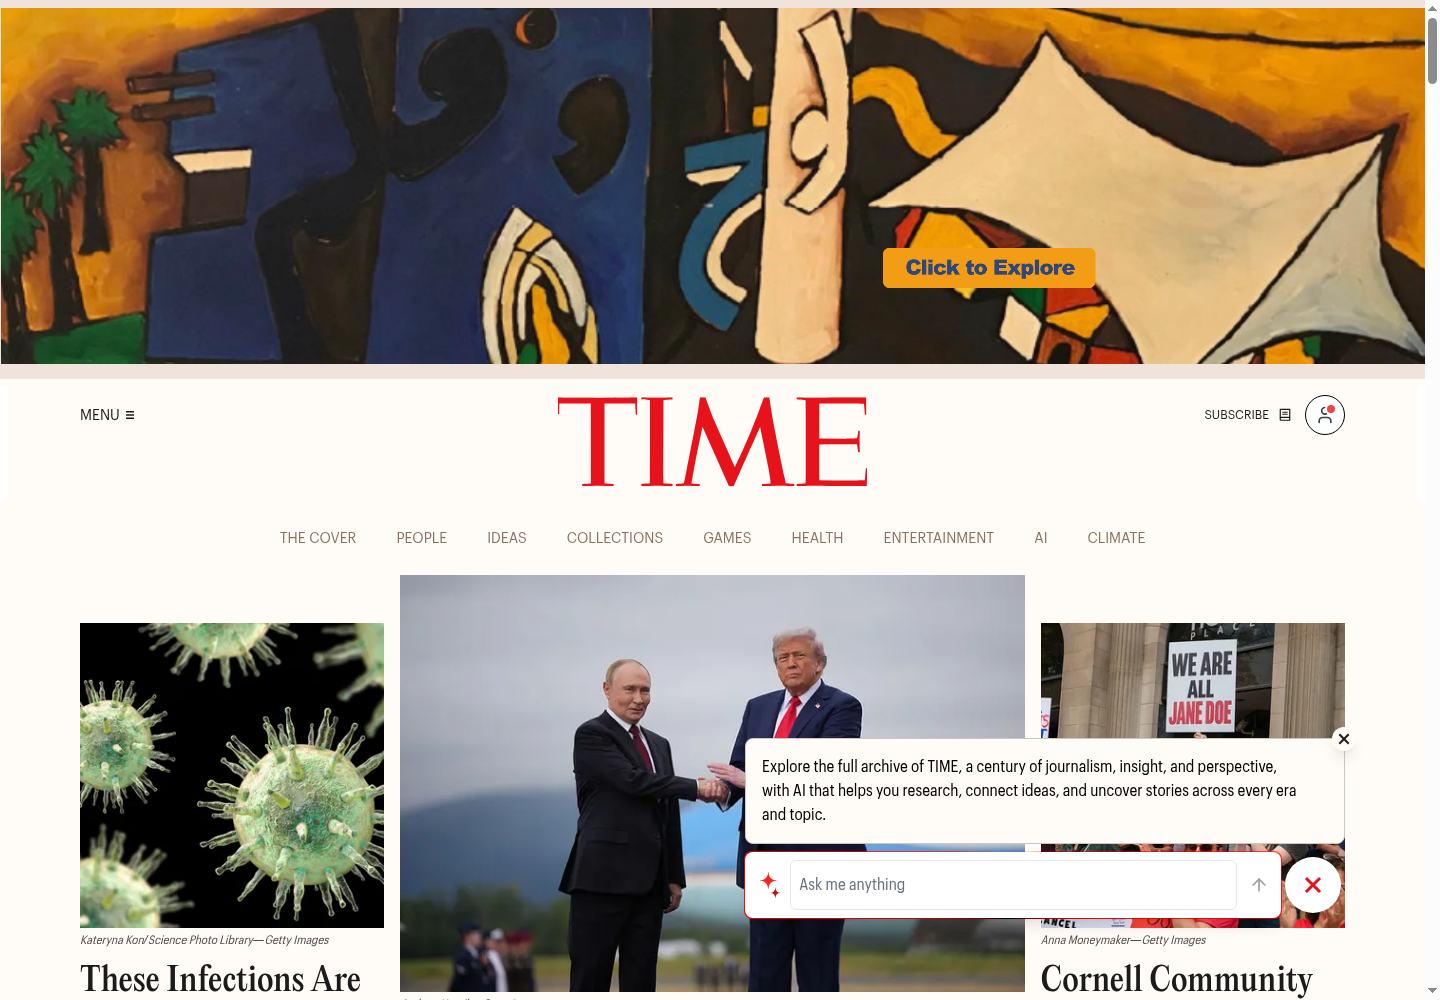 Click to Explore
MENU
TIME
SUBSCRIBE
THE COVER PEOPLE IDEAS COLLECTIONS GAMES HEALTH ENTERTAINMENT AI CLIMATE
PLACE
WE ARE
ALL
JANE DOE
Explore the full archive of TIME, a century of journalism, insight, and perspective,
with AI that helps you research, connect ideas, and uncover stories across every era
and topic.
Ask me anything
Kateryna Kon/Science Photo Library—Getty Images
Anna Moneymaker—Getty Images
These Infections Are
Cornell Community